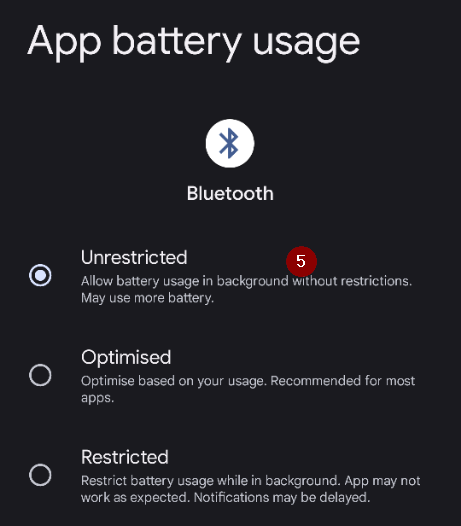 App battery usage
Bluetooth
Unrestricted
5
Allow battery usage in background without restrictions.
May use more battery.
Optimised
Optimise based on your usage. Recommended for most
apps.
Restricted
Restrict battery usage while in background. App may not
work as expected. Notifications may be delayed.